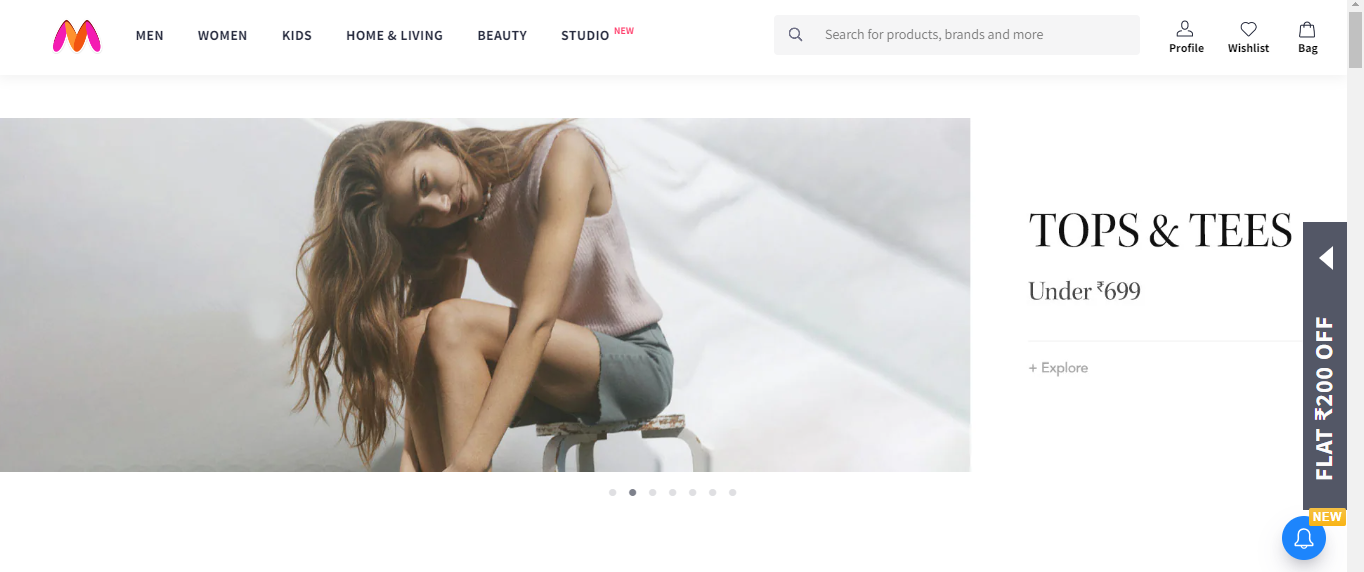 MEN WOMEN KIDS HOME & LIVING BEAUTY STUDIO NEW
Search for products, brands and more
Profile Wishlist Bag
TOPS & TEES
Under ₹699
+ Explore
FLAT ₹200 OFF
NEW